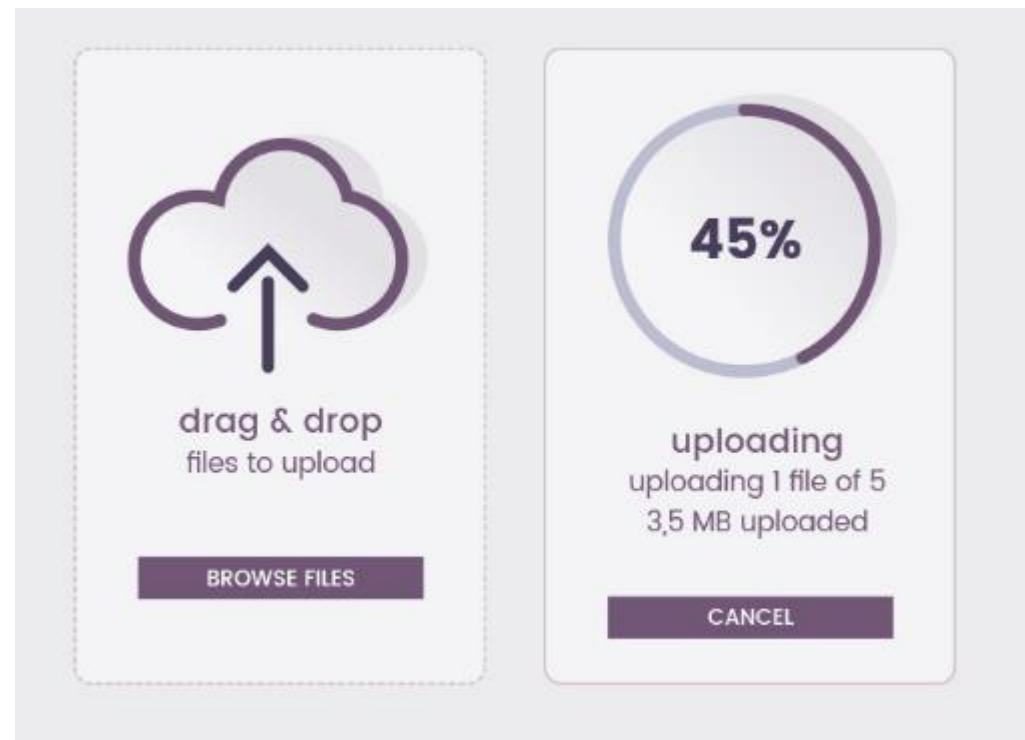 drag & drop
files to upload
BROWSE FILES
45%
uploading
uploading 1 file of 5
3,5 MB uploaded
CANCEL